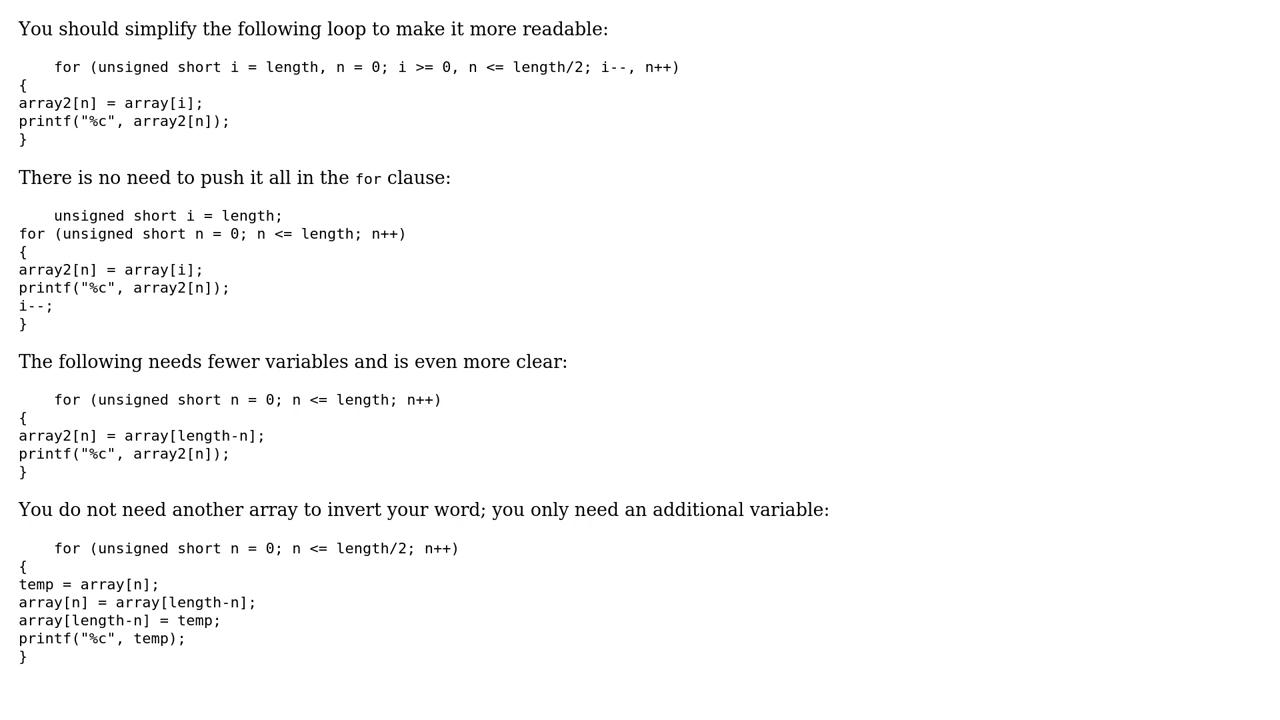 You should simplify the following loop to make it more readable:
    for (unsigned short i = length, n = 0; i >= 0, n <= length/2; i--, n++)
{
array2[n] = array[i];
printf("%c", array2[n]);
}
There is no need to push it all in the for clause:
    unsigned short i = length;
for (unsigned short n = 0; n <= length; n++)
{
array2[n] = array[i];
printf("%c", array2[n]);
i--;
}
The following needs fewer variables and is even more clear:
    for (unsigned short n = 0; n <= length; n++)
{
array2[n] = array[length-n];
printf("%c", array2[n]);
}
You do not need another array to invert your word; you only need an additional variable:
    for (unsigned short n = 0; n <= length/2; n++)
{
temp = array[n];
array[n] = array[length-n];
array[length-n] = temp;
printf("%c", temp);
}